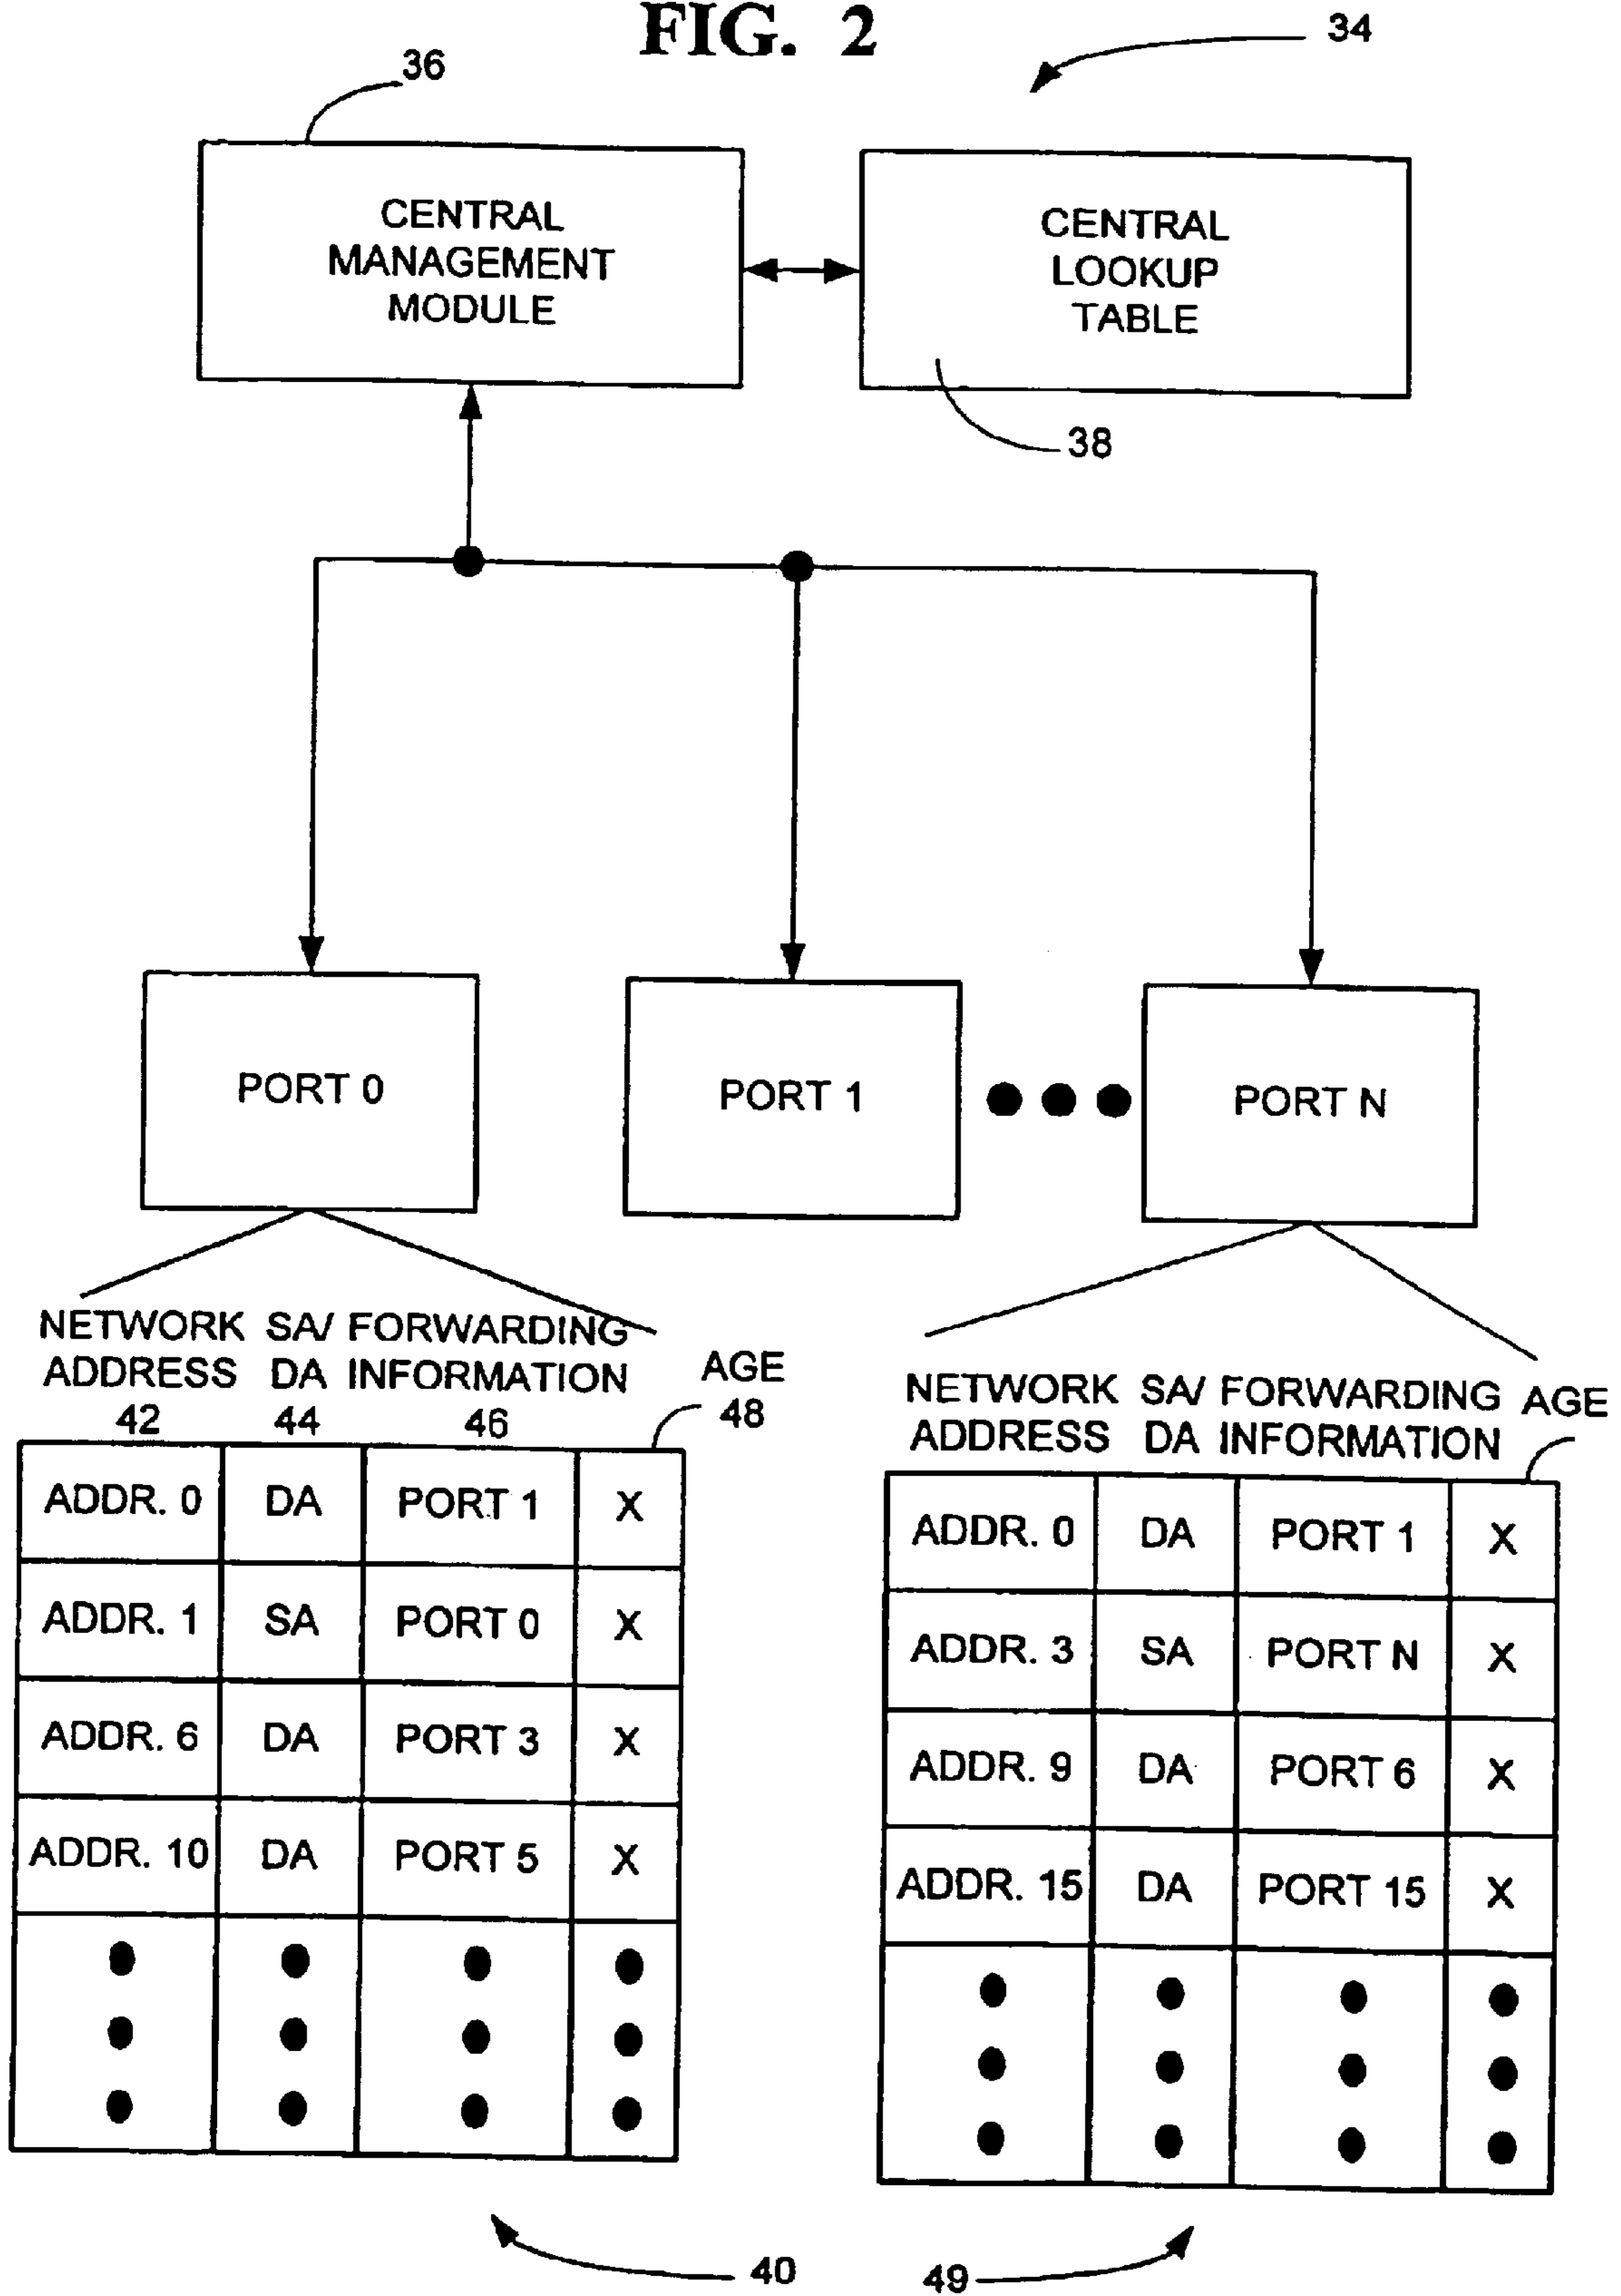 FIG. 2
34
36
CENTRAL
MANAGEMENT
MODULE
CENTRAL
LOOKUP
TABLE
38
PORT 0
PORT 1
PORT N
NETWORK SA/ FORWARDING
ADDRESS DA INFORMATION
AGE
42 44 46 48
ADDR. 0 DA PORT 1 X
ADDR. 1 SA PORT 0 X
ADDR. 6 DA PORT 3 X
ADDR. 10 DA PORT 5 X
40
NETWORK SA/ FORWARDING AGE
ADDRESS DA INFORMATION
ADDR. 0 DA PORT 1 X
ADDR. 3 SA PORT N X
ADDR. 9 DA PORT 6 X
ADDR. 15 DA PORT 15 X
49